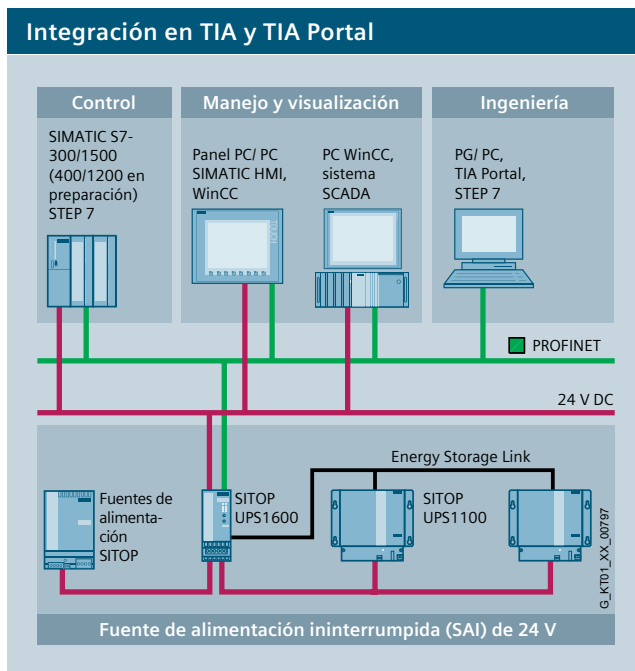 Integración en TIA y TIA Portal
Control
Manejo y visualización
Ingeniería
SIMATIC S7-
300/1500
(400/1200 en
preparación)
STEP 7
Panel PC/ PC
SIMATIC HMI,
WinCC
PC WinCC,
sistema
SCADA
PG/ PC,
TIA Portal,
STEP 7
PROFINET
24 V DC
Energy Storage Link
Fuentes de
alimenta-
ción
SITOP
SITOP
UPS1600
SITOP
UPS1100
G_KT01_XX_00797
Fuente de alimentación ininterrumpida (SAI) de 24 V